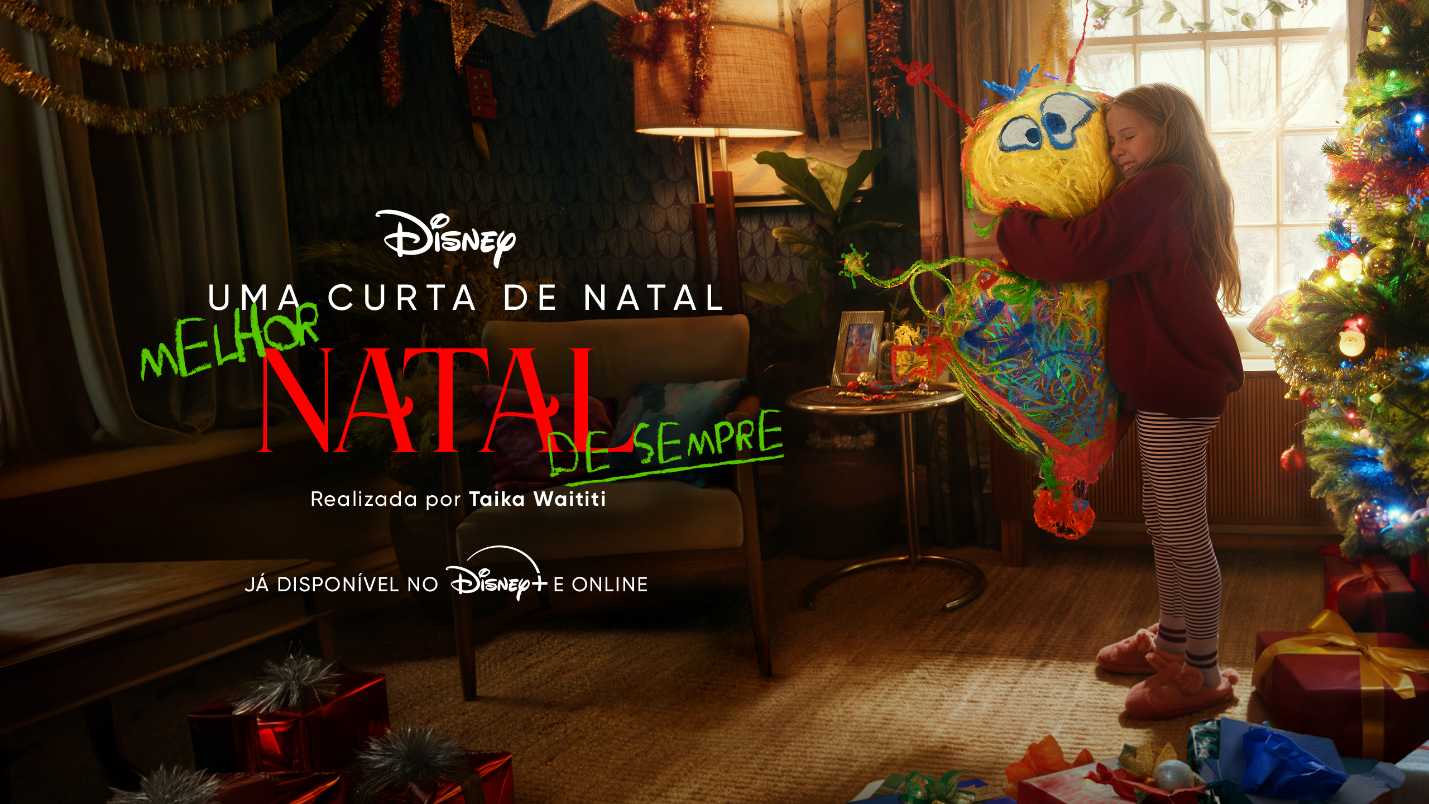 Disney
UMA CURTA DE NATAL
MELHOR
NATAL
DE SEMPRE
Realizada por Taika Waititi
JÁ DISPONÍVEL NO Disney+ E ONLINE